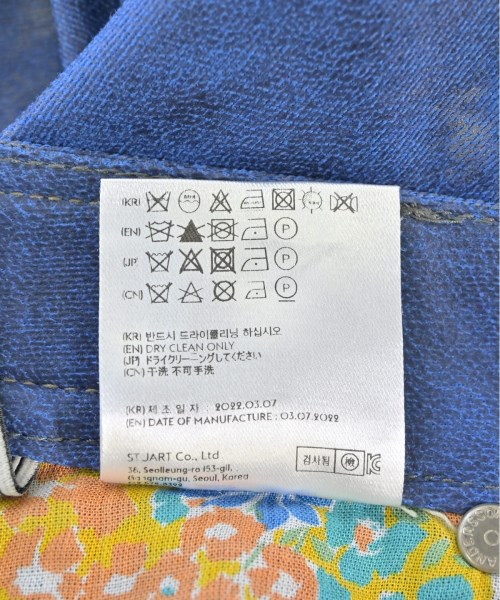 (KR)
(EN) P
(JP) P
(CN) P
(KR) 반드시 드라이클리닝 하십시오
(EN) DRY CLEAN ONLY
(JP) ドライクリーニングしてください
(CN) 干洗 不可手洗
(KR) 제 조 일 자 : 2022.03.07
(EN) DATE OF MANUFACTURE : 03.07.2022
ST JART Co., Ltd
36, Seolleung-ro 153-gil,
Seoul, Korea
검사필